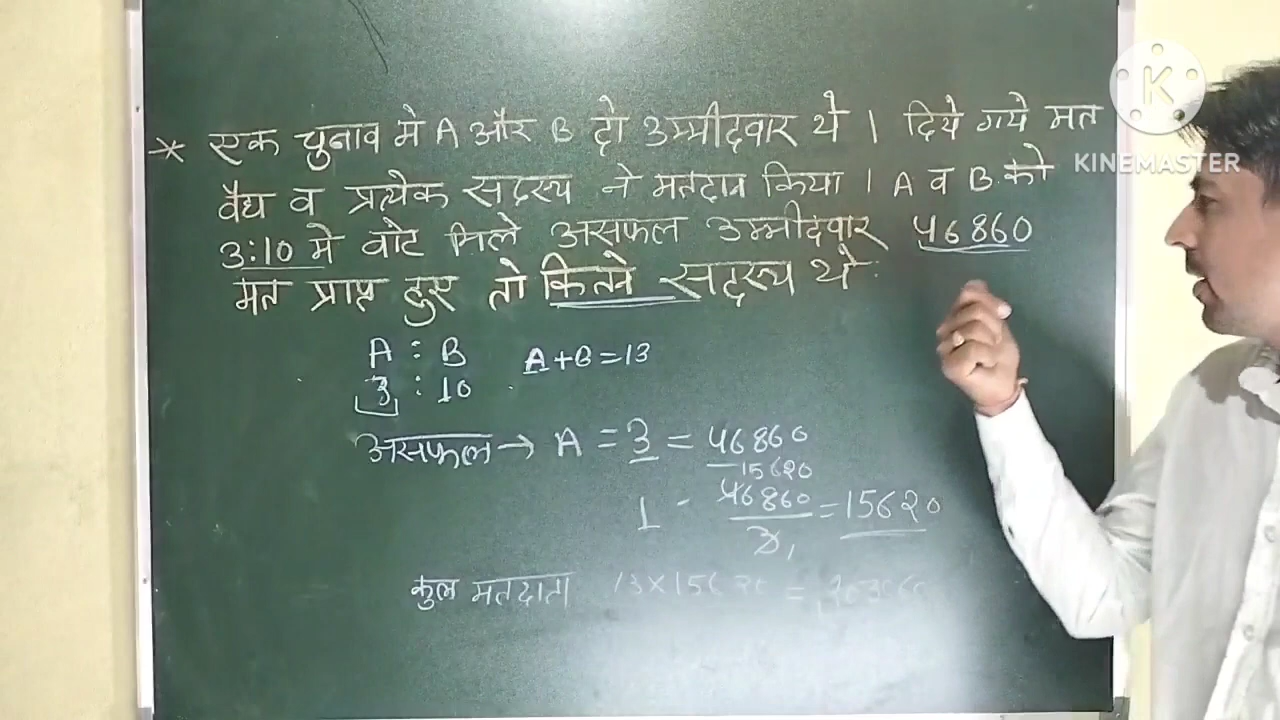 * एक चुनाव मे A और B दो उम्मीदवार थे । दिये गये मत
वैध व प्रत्येक सदस्य ने मतदान किया । A व B को
3:10 मे वोट मिले असफल उम्मीदवार 46860
मत प्राप्त हुए तो कितने सदस्य थे
A : B A+B=13
3 : 10
असफल → A = 3 = 46860
15620
1 - 46860/3, = 15620
कुल मतदाता 13×15620 = 203060
K
KINEMASTER